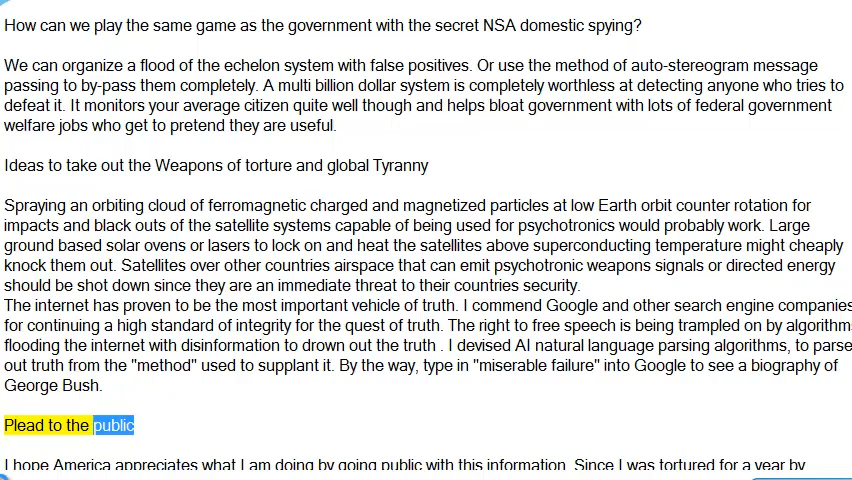 How can we play the same game as the government with the secret NSA domestic spying?
We can organize a flood of the echelon system with false positives. Or use the method of auto-stereogram message
passing to by-pass them completely. A multi billion dollar system is completely worthless at detecting anyone who tries to
defeat it. It monitors your average citizen quite well though and helps bloat government with lots of federal government
welfare jobs who get to pretend they are useful.
Ideas to take out the Weapons of torture and global Tyranny
Spraying an orbiting cloud of ferromagnetic charged and magnetized particles at low Earth orbit counter rotation for
impacts and black outs of the satellite systems capable of being used for psychotronics would probably work. Large
ground based solar ovens or lasers to lock on and heat the satellites above superconducting temperature might cheaply
knock them out. Satellites over other countries airspace that can emit psychotronic weapons signals or directed energy
should be shot down since they are an immediate threat to their countries security.
The internet has proven to be the most important vehicle of truth. I commend Google and other search engine companies
for continuing a high standard of integrity for the quest of truth. The right to free speech is being trampled on by algorithm
flooding the internet with disinformation to drown out the truth . I devised AI natural language parsing algorithms, to parse
out truth from the "method" used to supplant it. By the way, type in "miserable failure" into Google to see a biography of
George Bush.
Plead to the public
I hope America appreciates what I am doing by going public with this information. Since I was tortured for a year by